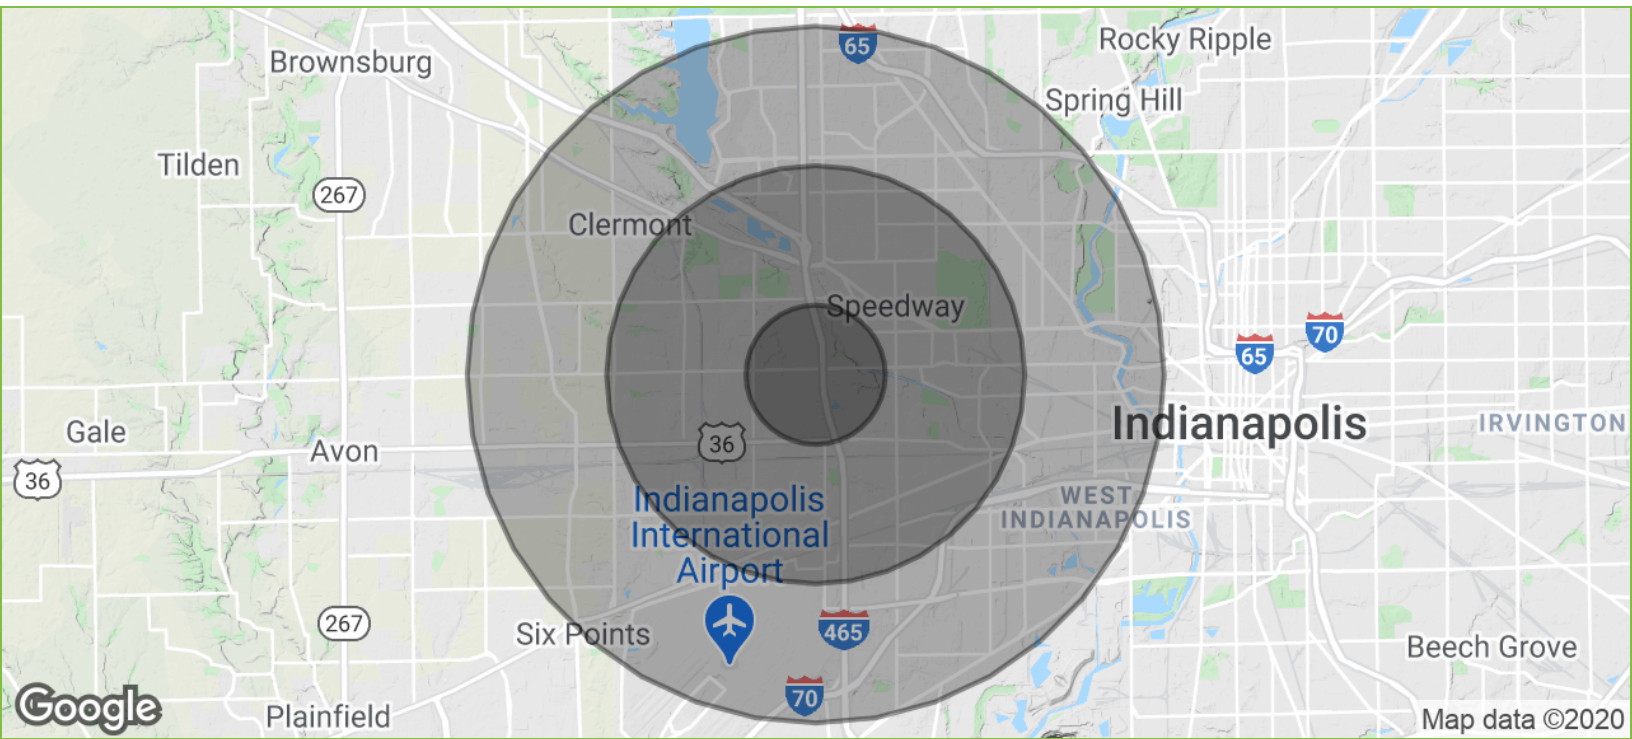 65
Rocky Ripple
Brownsburg
Spring Hill
Tilden
267
Clermont
Speedway
70
65
Indianapolis
IRVINGTON
Gale
Avon
36
36
Indianapolis
International
Airport
WEST
INDIANAPOLIS
267
Six Points
465
Beech Grove
70
Google
Plainfield
Map data ©2020